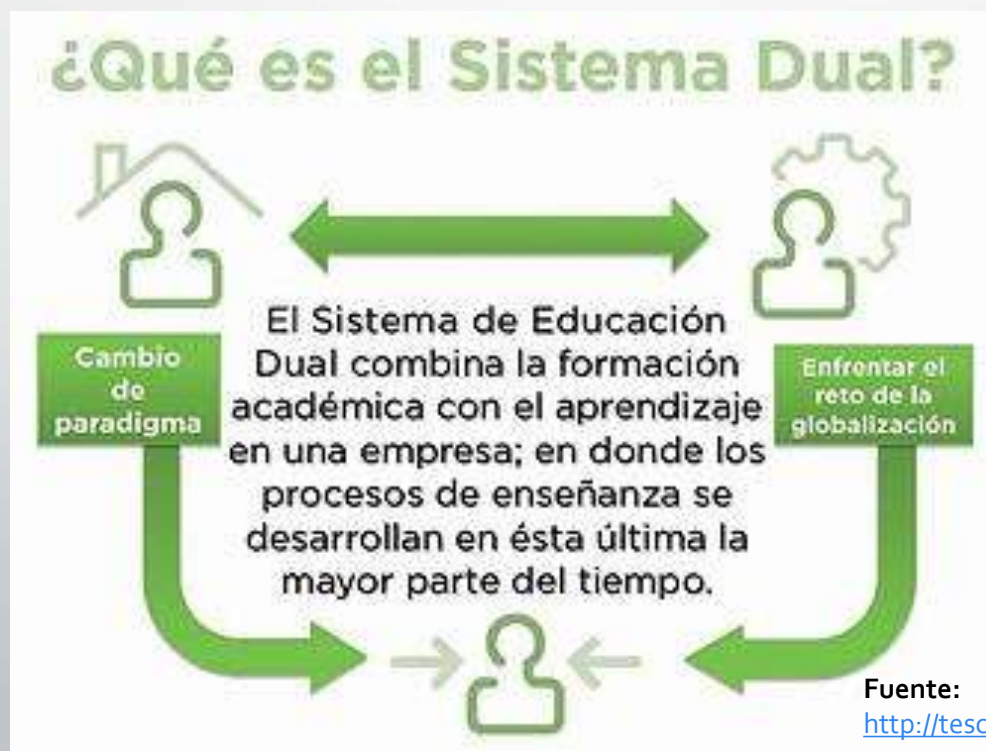 ¿Qué es el Sistema Dual?
Cambio
de
paradigma
El Sistema de Educación
Dual combina la formación
académica con el aprendizaje
en una empresa; en donde los
procesos de enseñanza se
desarrollan en ésta última la
mayor parte del tiempo.
Enfrentar el
reto de la
globalización
Fuente:
http://tesc